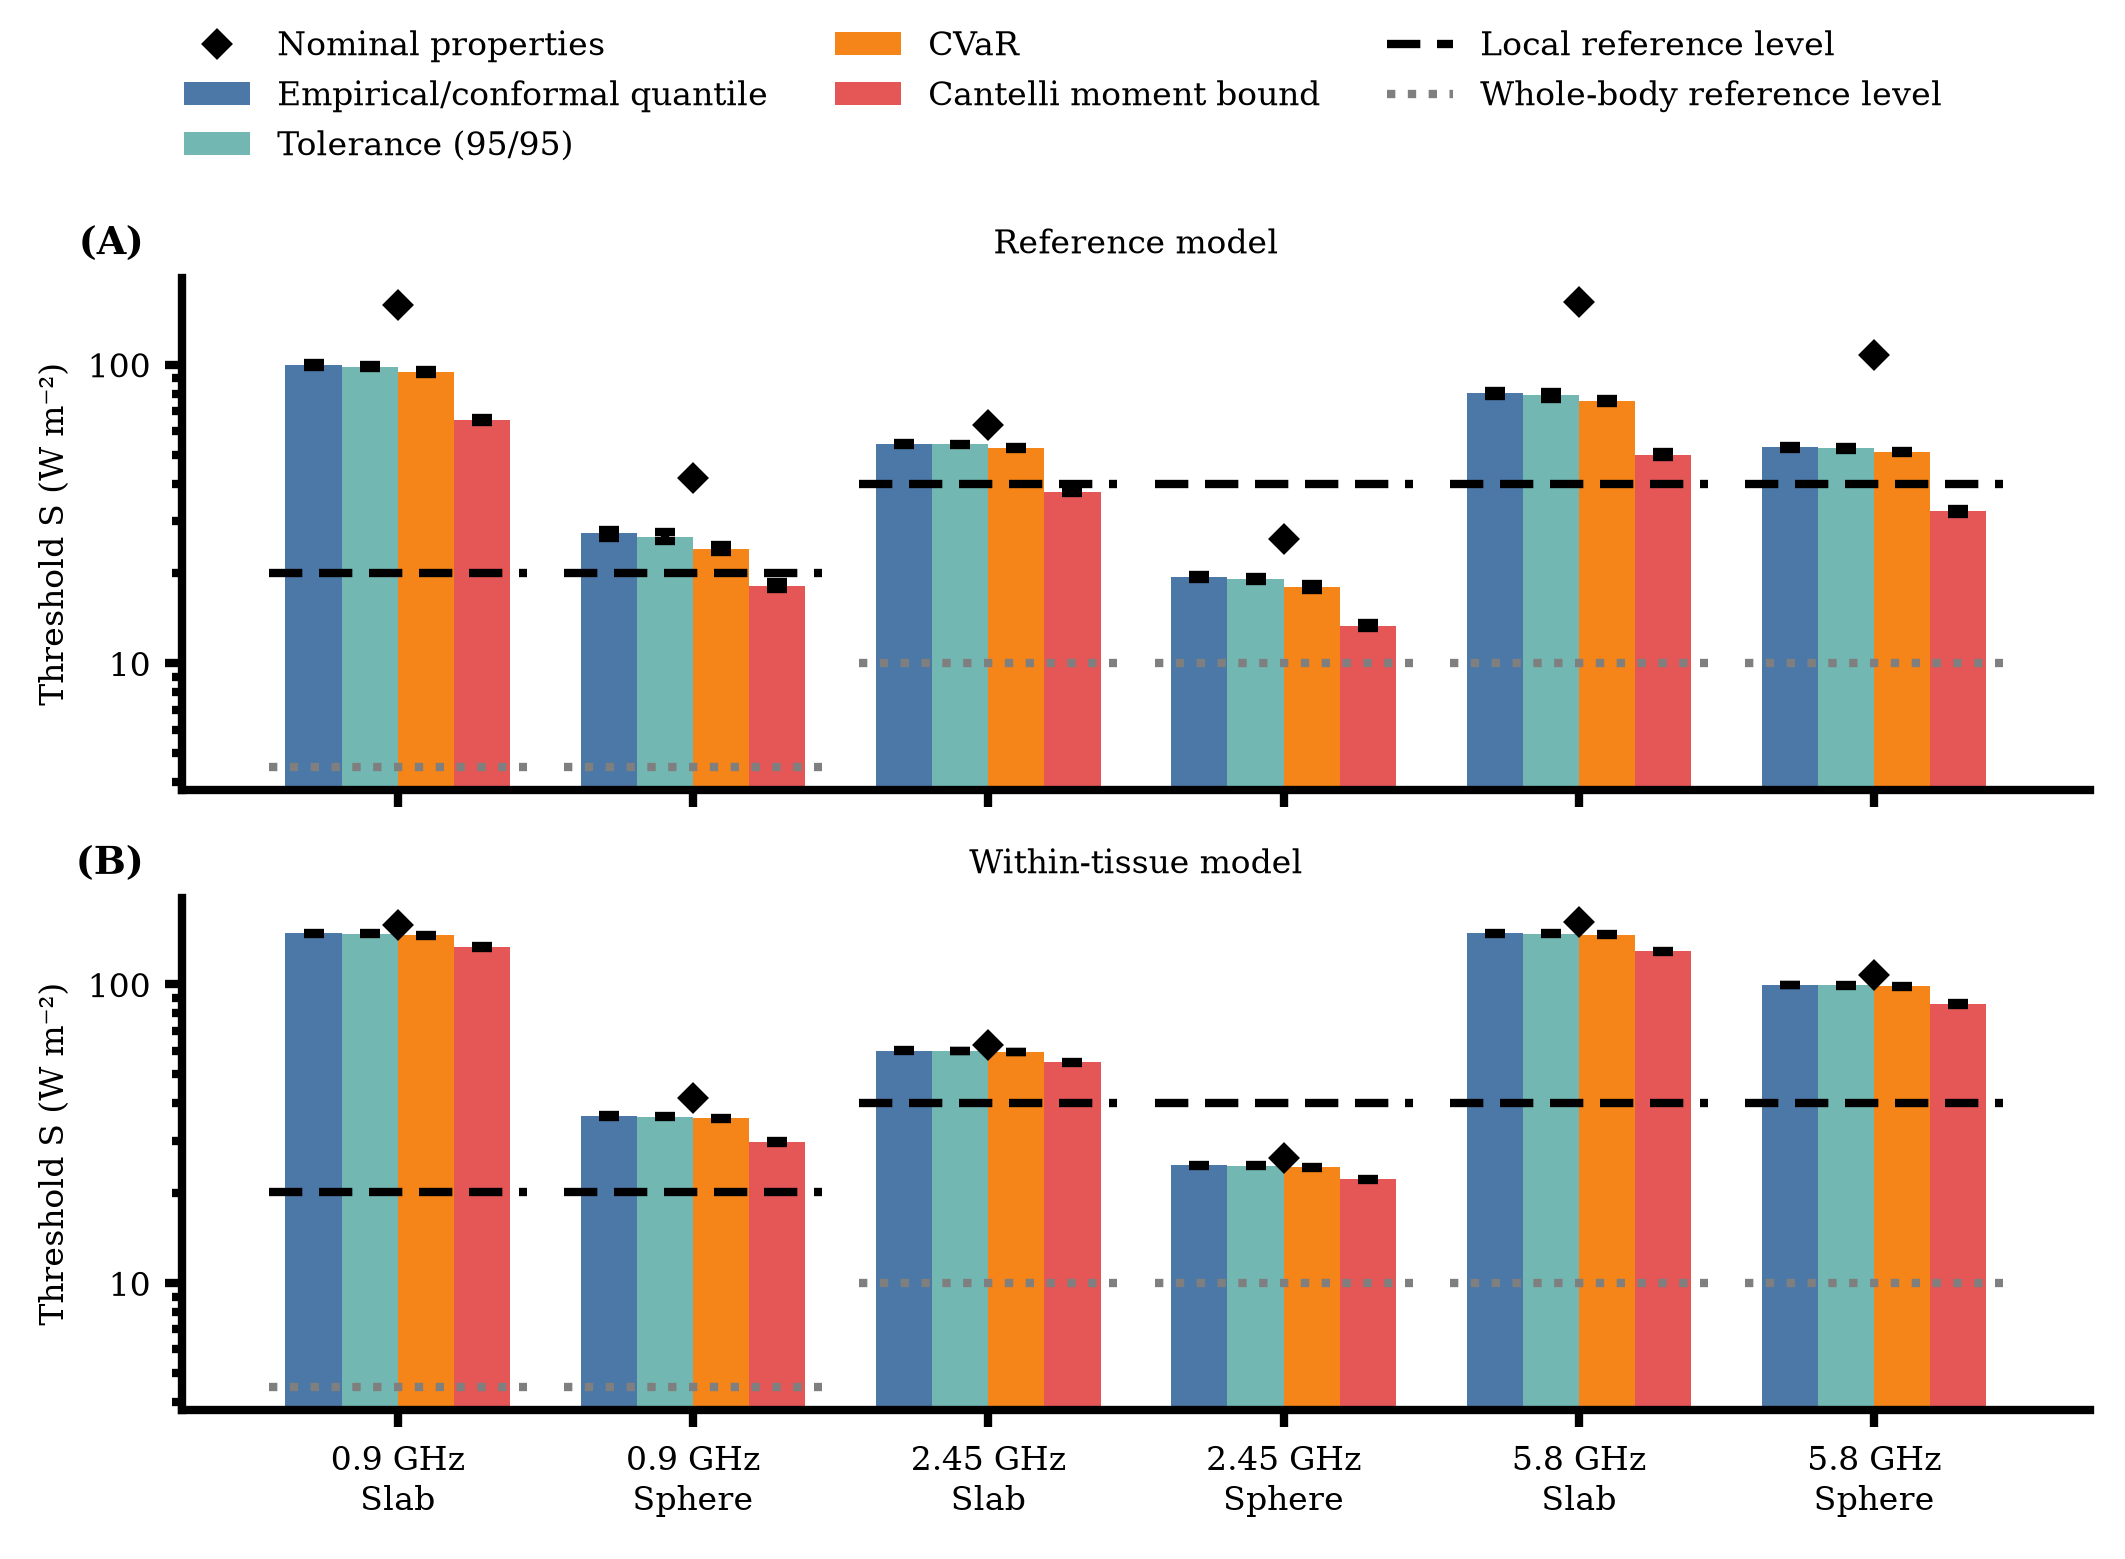 Nominal properties
Empirical/conformal quantile
Tolerance (95/95)
CVaR
Cantelli moment bound
Local reference level
Whole-body reference level
(A)
Reference model
Threshold S (W m⁻²)
100
10
(B)
Within-tissue model
Threshold S (W m⁻²)
100
10
0.9 GHz
Slab
0.9 GHz
Sphere
2.45 GHz
Slab
2.45 GHz
Sphere
5.8 GHz
Slab
5.8 GHz
Sphere